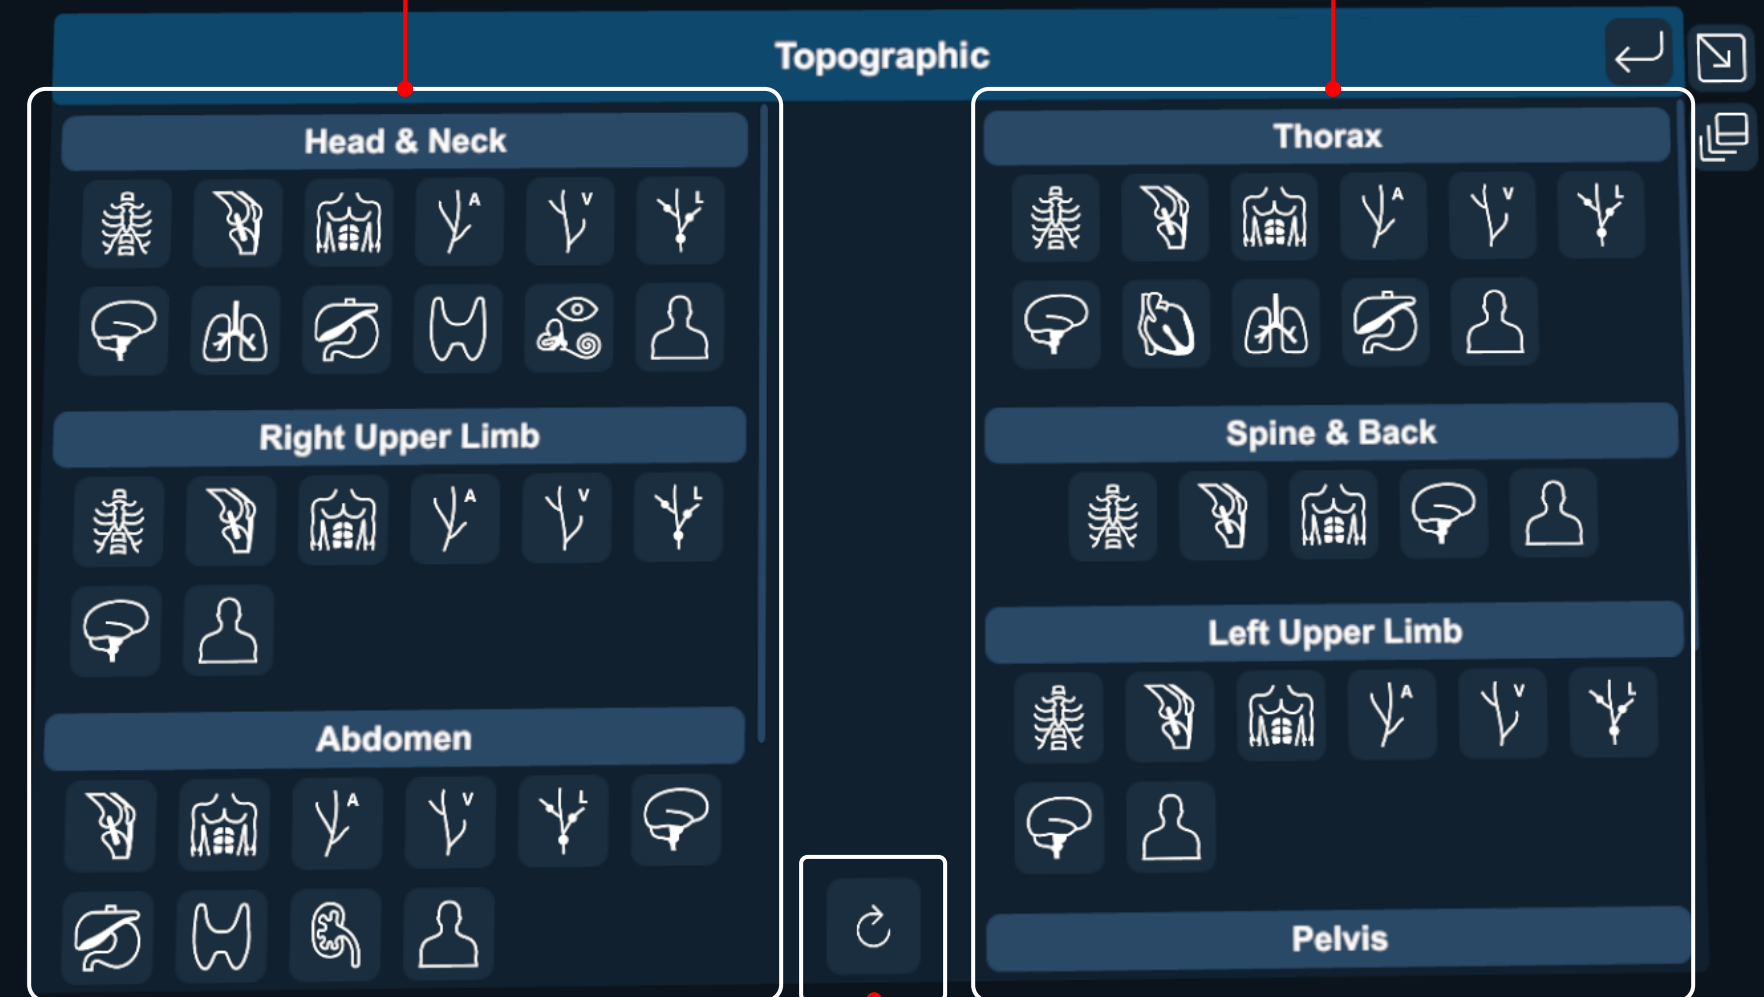 Topographic
Head & Neck
A V L
Right Upper Limb
A V L
Abdomen
A V L
Thorax
A V L
Spine & Back
Left Upper Limb
A V L
Pelvis